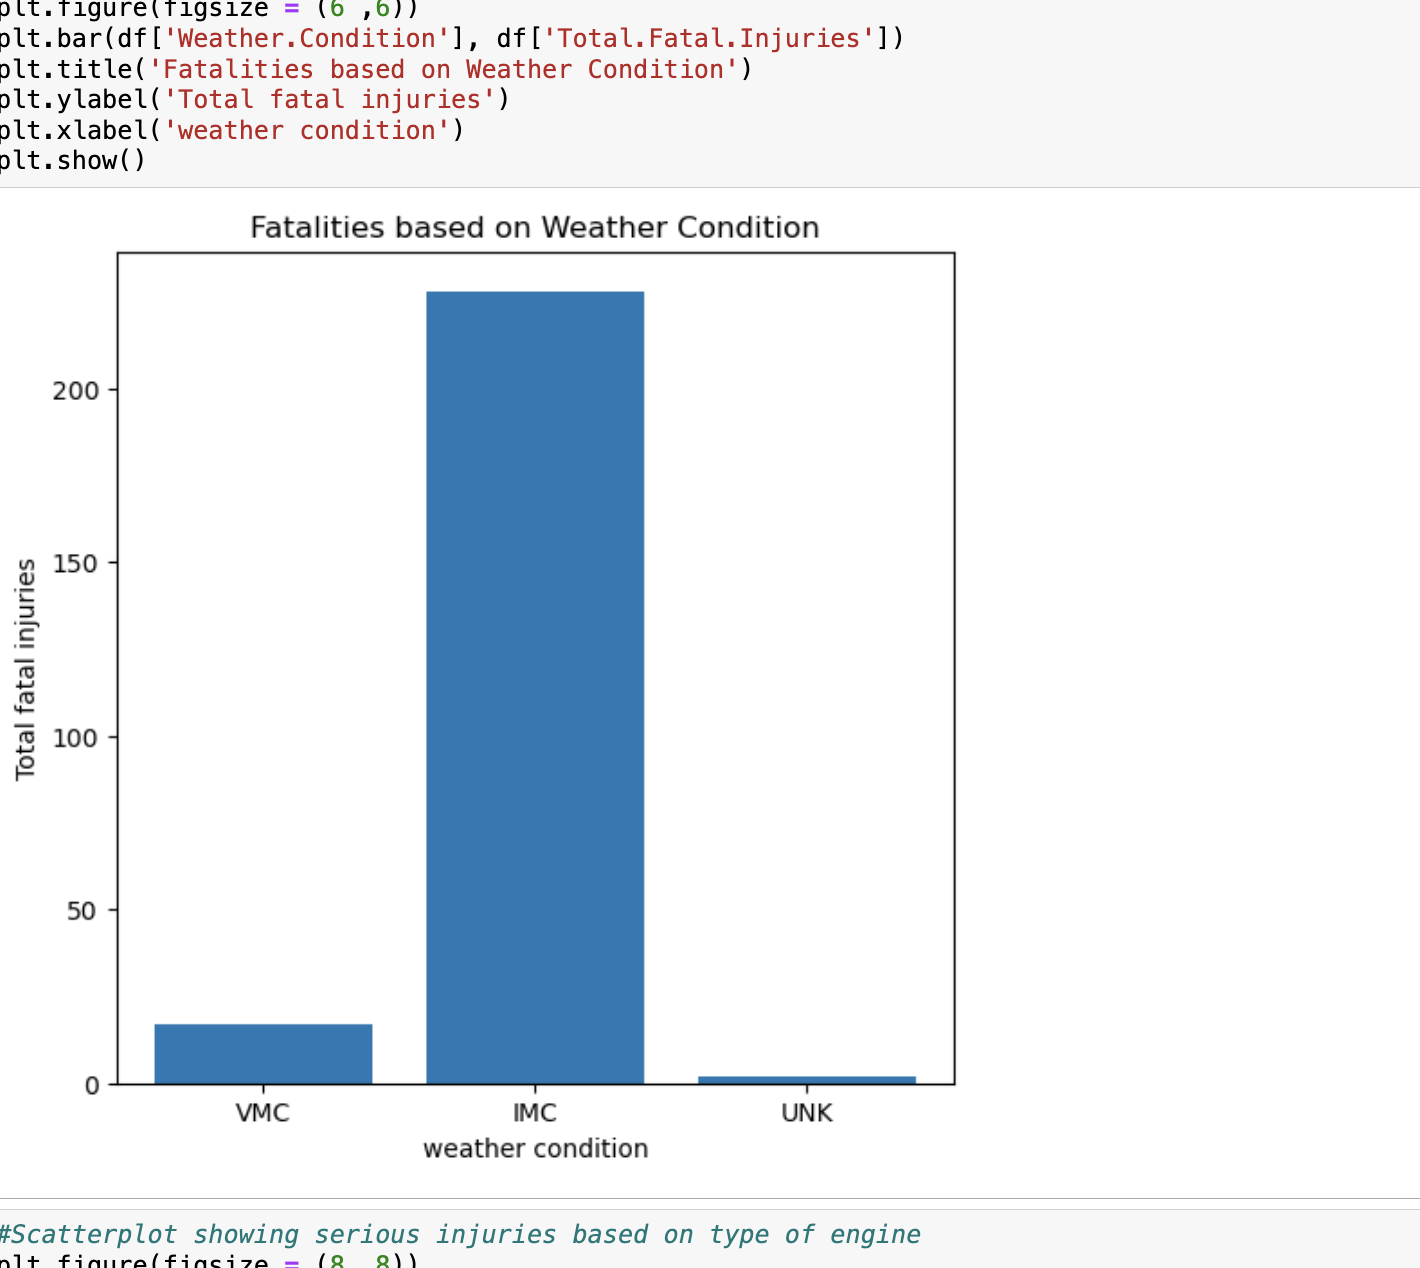 plt.figure(figsize = (6 ,6))
plt.bar(df['Weather.Condition'], df['Total.Fatal.Injuries'])
plt.title('Fatalities based on Weather Condition')
plt.ylabel('Total fatal injuries')
plt.xlabel('weather condition')
plt.show()
Fatalities based on Weather Condition
Total fatal injuries
200
150
100
50
0
VMC IMC UNK
weather condition
#Scatterplot showing serious injuries based on type of engine
plt.figure(figsize = (8, 8))